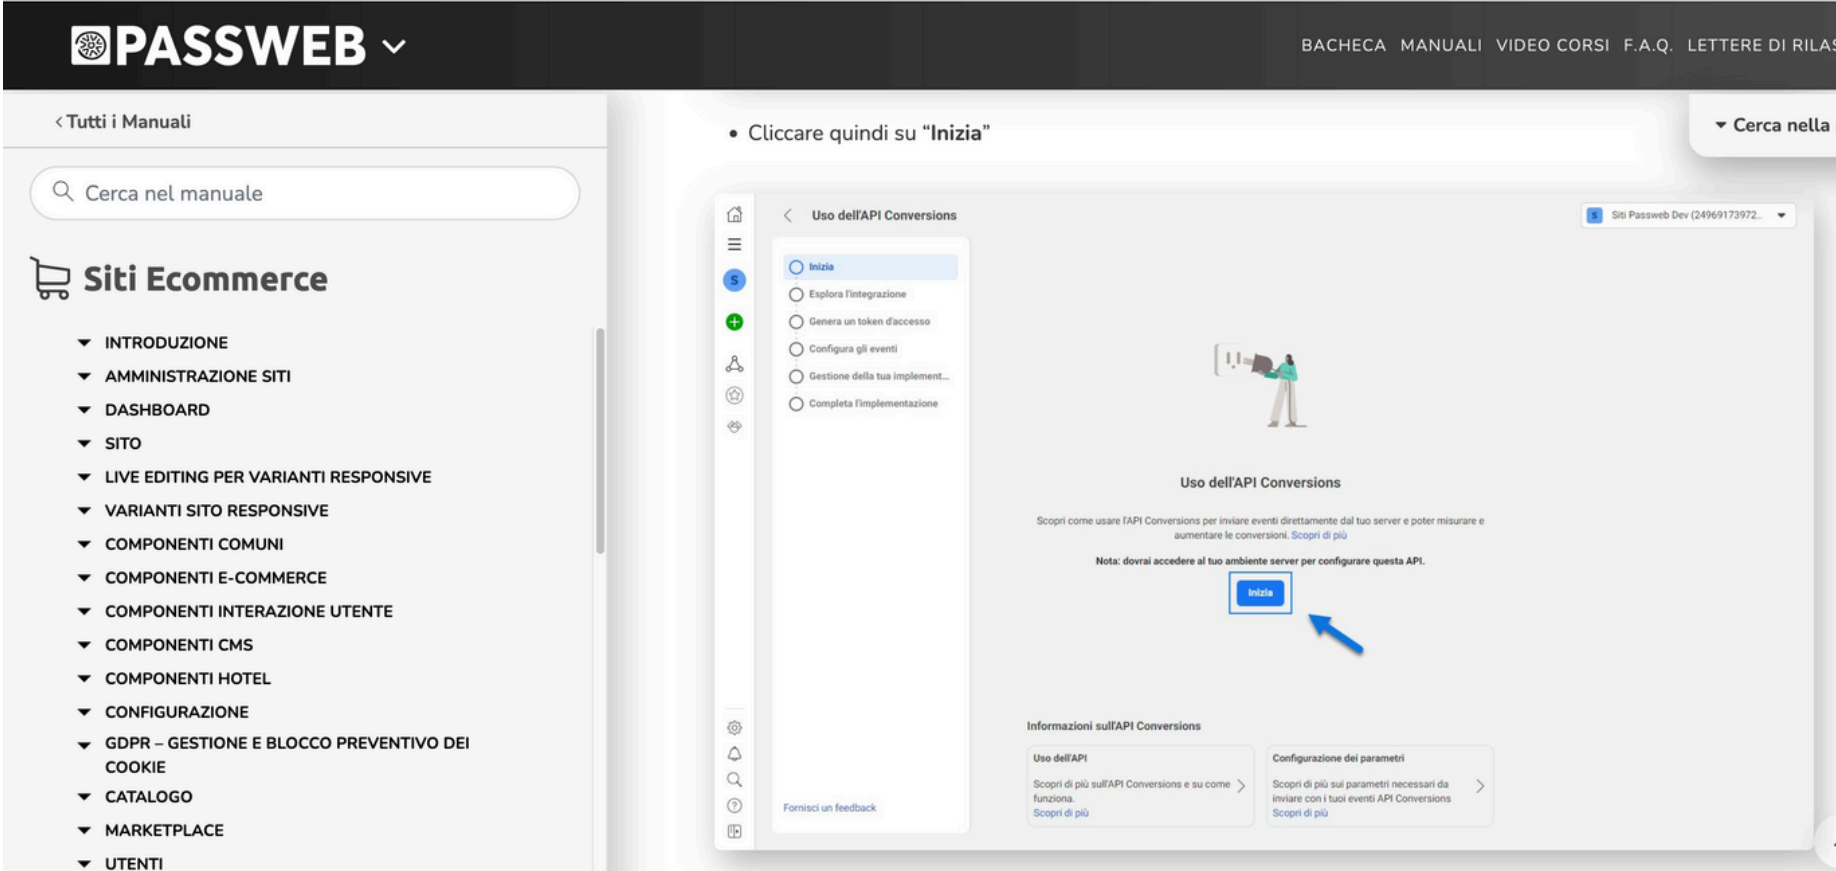 PASSWEB
BACHECA MANUALI VIDEO CORSI F.A.Q. LETTERE DI
Tutti i Manuali
Cerca nel manuale
Siti Ecommerce
INTRODUZIONE
AMMINISTRAZIONE SITI
DASHBOARD
SITO
LIVE EDITING PER VARIANTI RESPONSIVE
VARIANTI SITO RESPONSIVE
COMPONENTI COMUNI
COMPONENTI E-COMMERCE
COMPONENTI INTERAZIONE UTENTE
COMPONENTI CMS
COMPONENTI HOTEL
CONFIGURAZIONE
GDPR – GESTIONE E BLOCCO PREVENTIVO DEI
COOKIE
CATALOGO
MARKETPLACE
UTENTI
Cerca nella
• Cliccare quindi su “Inizia”
Uso dell'API Conversions
Siti Passweb Dev (24969173972...
S
S
Inizia
Esplora l'integrazione
Genera un token d'accesso
Configura gli eventi
Gestione della tua implement...
Completa l'implementazione
Fornisci un feedback
Uso dell'API Conversions
Scopri come usare l'API Conversions per inviare eventi direttamente dal tuo server e poter misurare e
aumentare le conversioni. Scopri di più
Nota: dovrai accedere al tuo ambiente server per configurare questa API.
Inizia
Informazioni sull'API Conversions
Uso dell'API
Scopri di più sull'API Conversions e su come
funziona.
Scopri di più
Configurazione dei parametri
Scopri di più sui parametri necessari da
inviare con i tuoi eventi API Conversions
Scopri di più